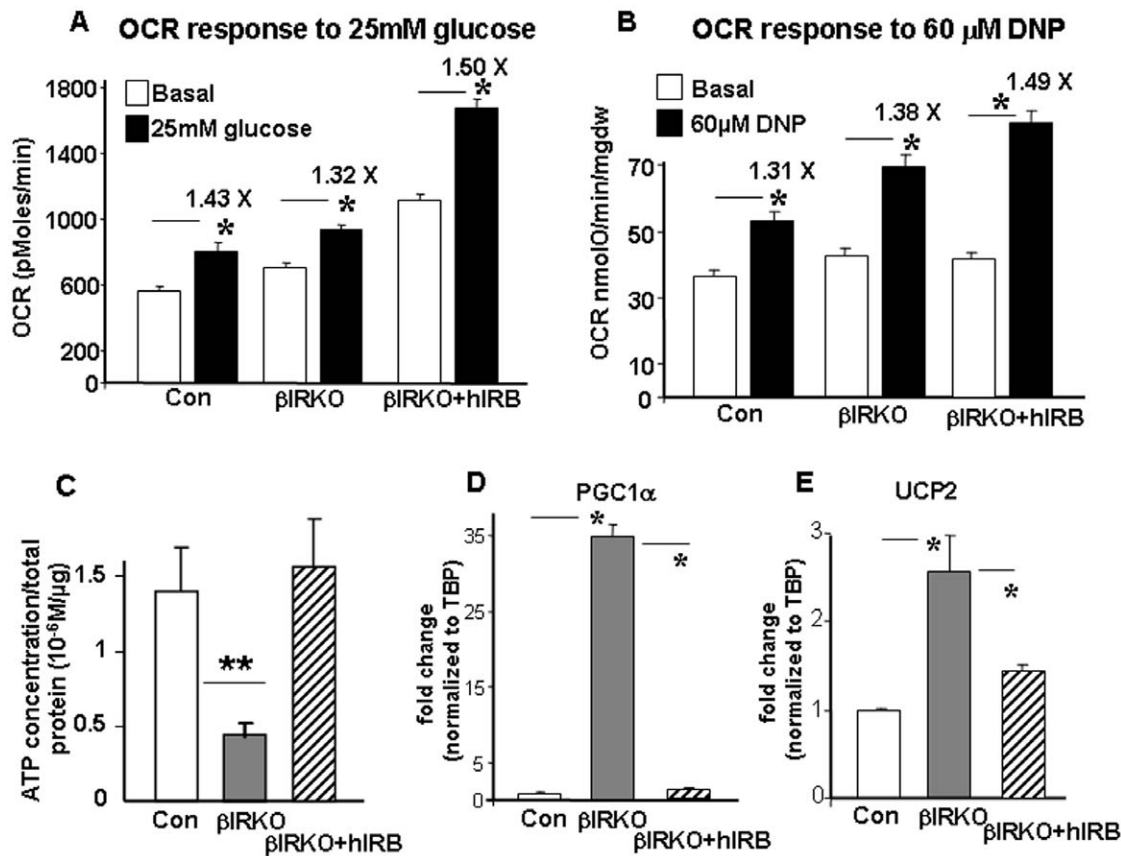 A OCR response to 25mM glucose
1.50 X
1800
*
Basal
25mM glucose
1400
1.32 X
1.43 X
*
*
1000
600
200
0
OCR (pMoles/min)
Con βIRKO βIRKO+hIRB
B OCR response to 60 μM DNP
1.49 X
Basal
*
60μM DNP
1.38 X
*
70
1.31 X
*
50
30
10
0
OCR nmolO/min/mgdw
Con βIRKO βIRKO+hIRB
C
1.5
1
**
0.5
0
ATP concentration/total
protein (10⁻⁶M/μg)
Con βIRKO
βIRKO+hIRB
D
PGC1α
*
35
*
15
5
0
fold change
(normalized to TBP)
Con βIRKO
βIRKO+hIRB
E
UCP2
3
*
*
2
1
0
fold change
(normalized to TBP)
Con βIRKO βIRKO+hIRB